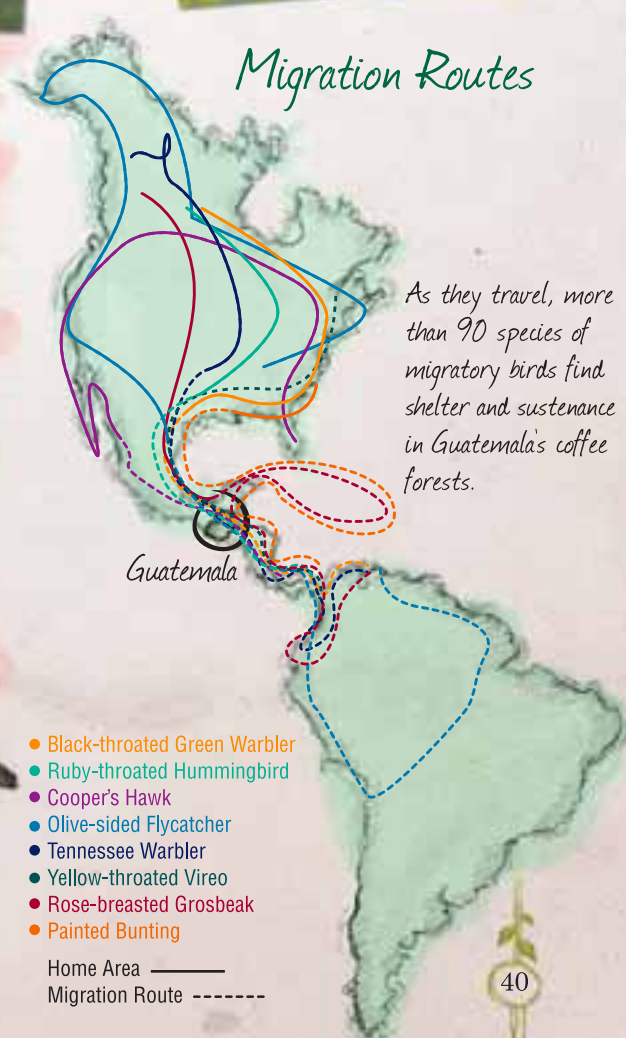 Migration Routes
As they travel, more
than 90 species of
migratory birds find
shelter and sustenance
in Guatemala's coffee
forests.
Guatemala
Black-throated Green Warbler
Ruby-throated Hummingbird
Cooper's Hawk
Olive-sided Flycatcher
Tennessee Warbler
Yellow-throated Vireo
Rose-breasted Grosbeak
Painted Bunting
Home Area
Migration Route
40